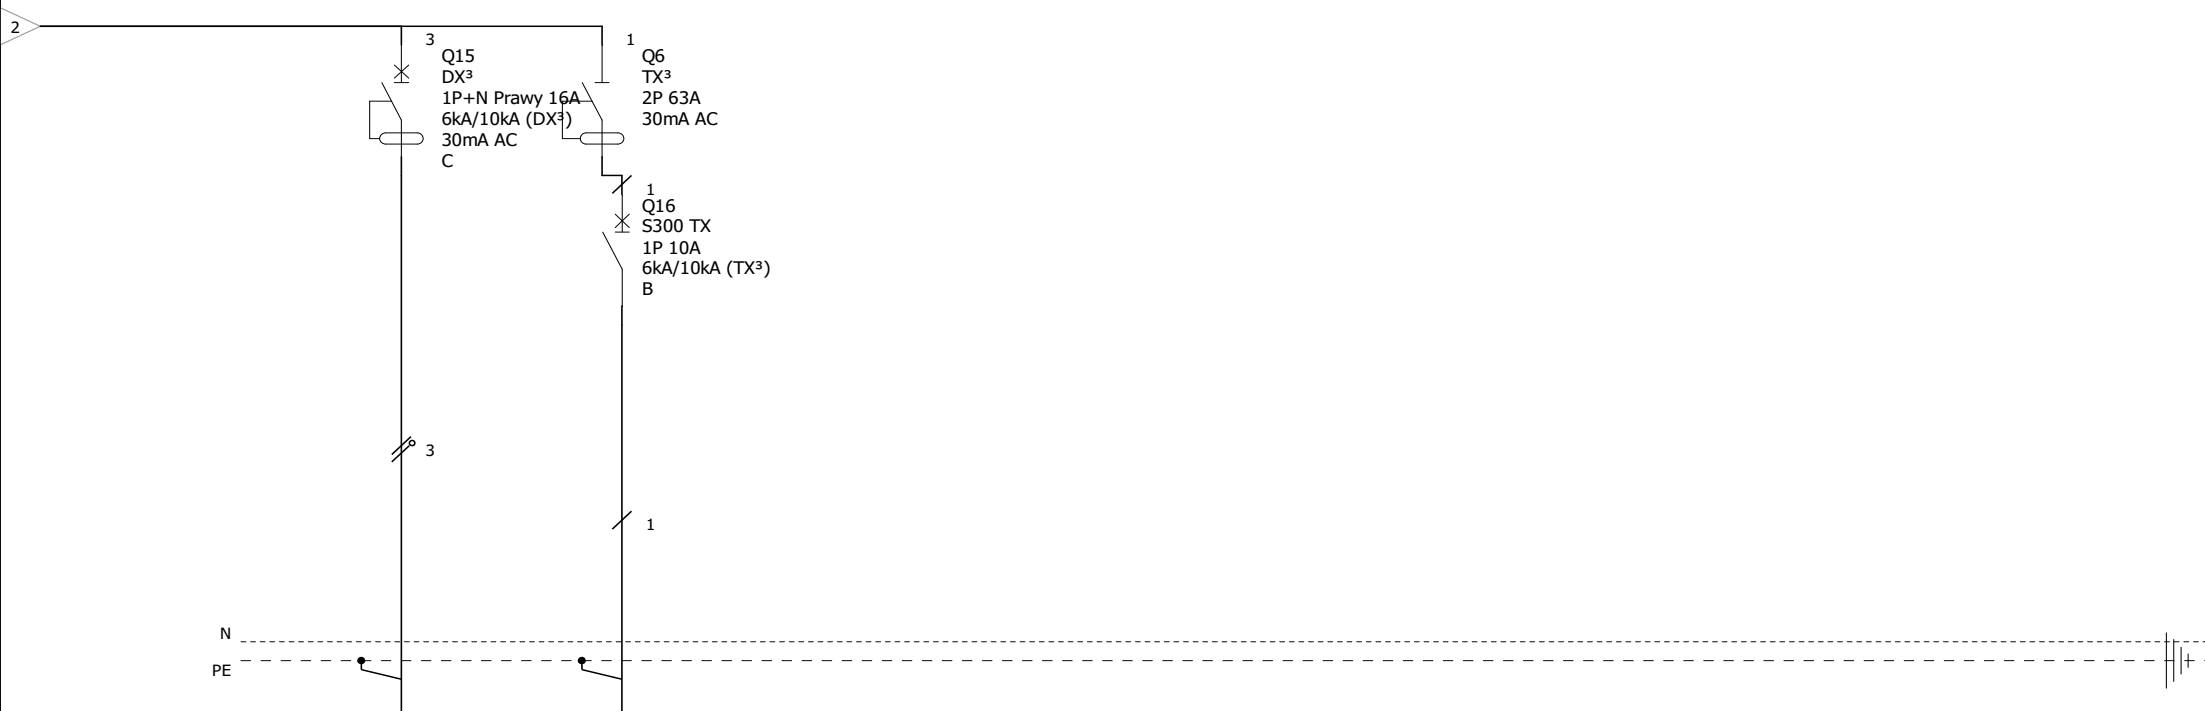 2
3
Q15
DX³
1P+N Prawy 16A
6kA/10kA (DX³)
30mA AC
C
1
Q6
TX³
2P 63A
30mA AC
1
Q16
S300 TX
1P 10A
6kA/10kA (TX³)
B
3
1
N
PE